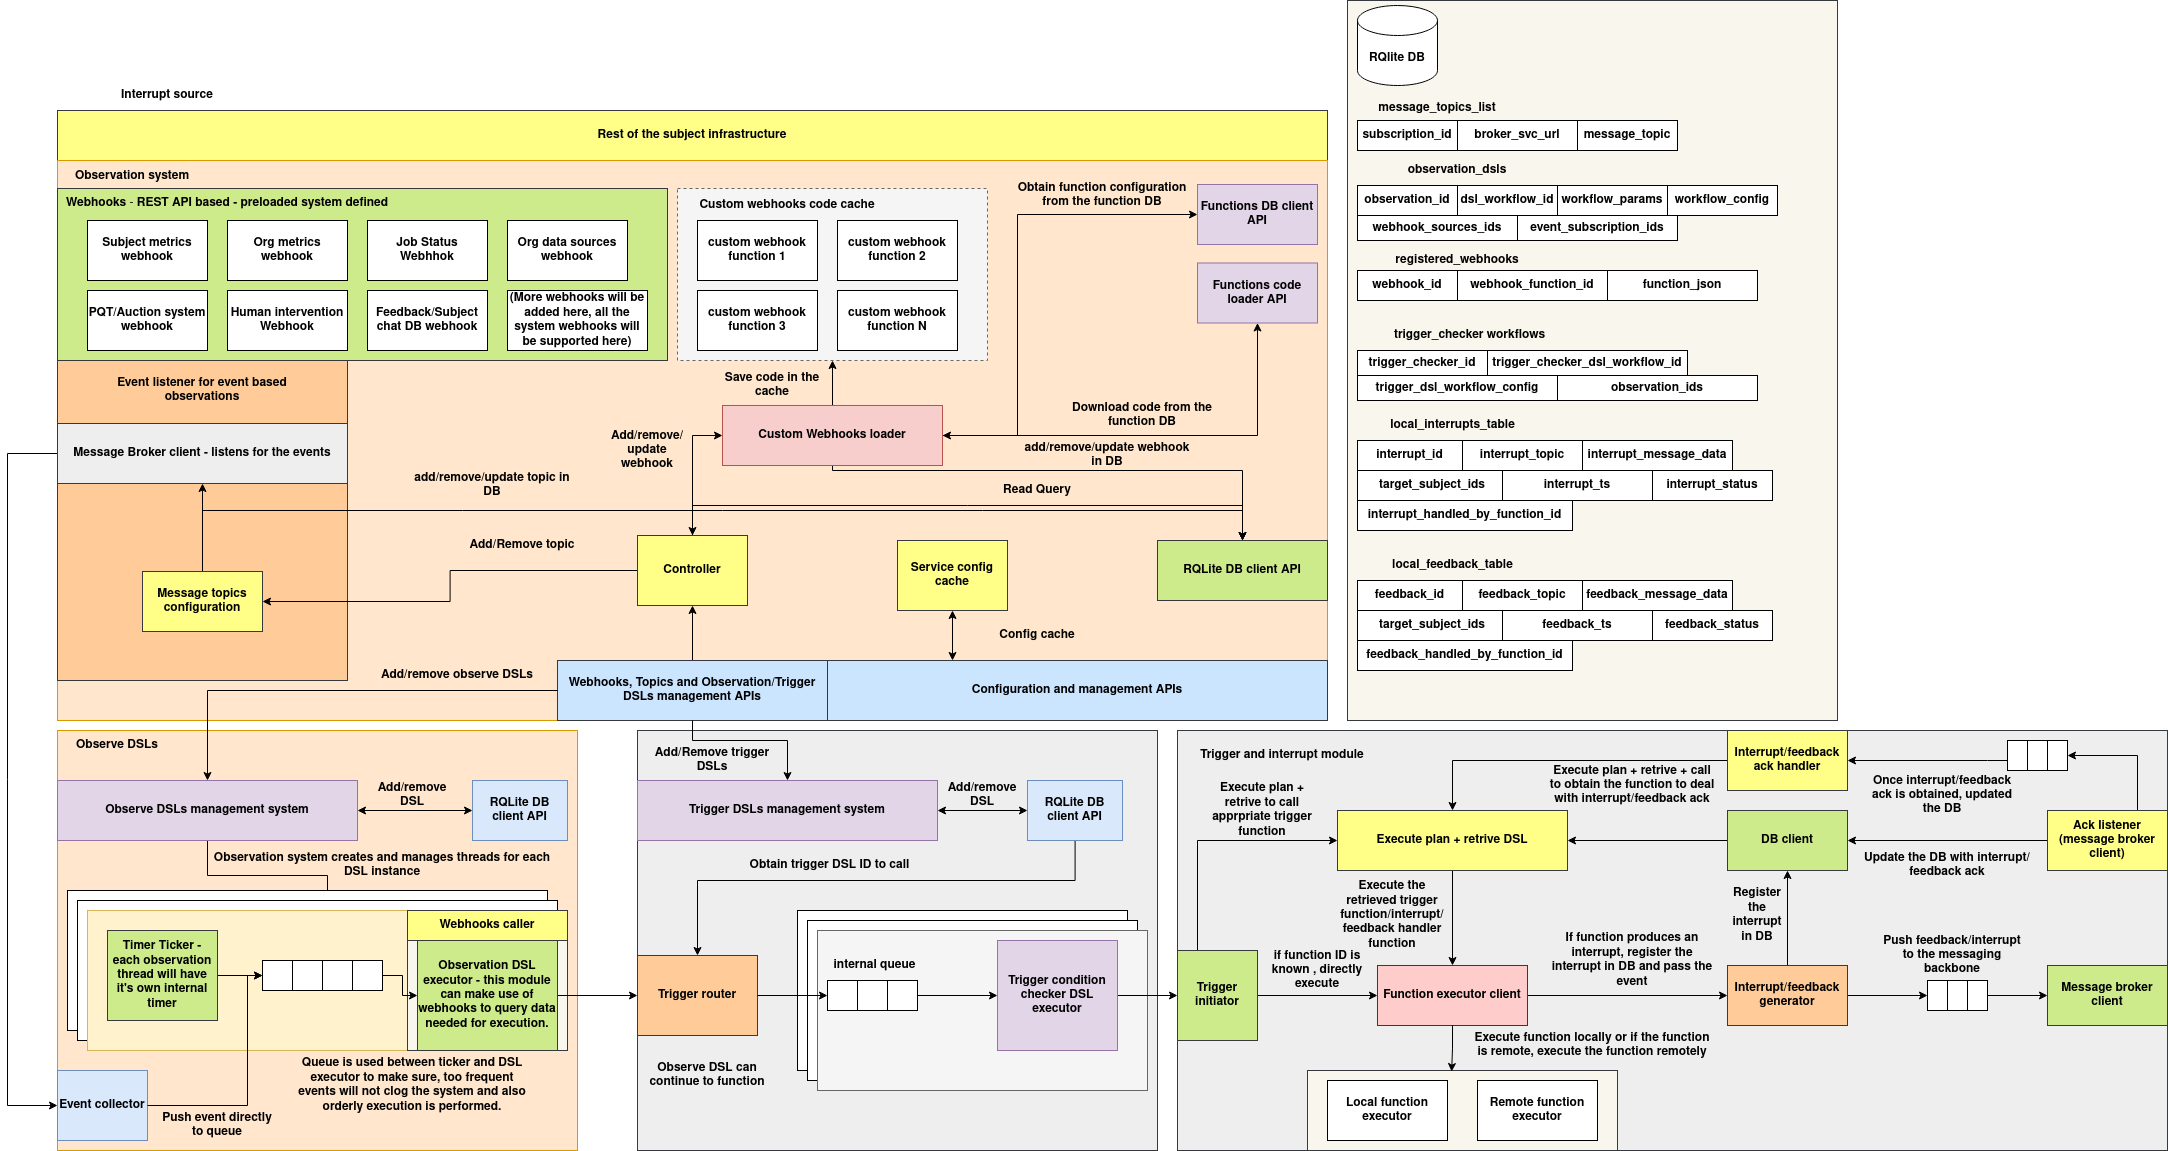 Interrupt source
Rest of the subject infrastructure
Observation system
Webhooks - REST API based - preloaded system defined
Subject metrics
webhook
Org metrics
webhook
Job Status
Webhhok
Org data sources
webhook
PQT/Auction system
webhook
Human intervention
Webhook
Feedback/Subject
chat DB webhook
(More webhooks will be
added here, all the
system webhooks will
be supported here)
Custom webhooks code cache
custom webhook
function 1
custom webhook
function 2
custom webhook
function 3
custom webhook
function N
Obtain function configuration
from the function DB
Functions DB client
API
Functions code
loader API
Event listener for event based
observations
Message Broker client - listens for the events
Save code in the
cache
Custom Webhooks loader
Download code from the
function DB
Add/remove/
update
webhook
add/remove/update webhook
in DB
add/remove/update topic in
DB
Read Query
Add/Remove topic
Message topics
configuration
Controller
Service config
cache
RQLite DB client API
Config cache
Add/remove observe DSLs
Webhooks, Topics and Observation/Trigger
DSLs management APIs
Configuration and management APIs
RQlite DB
message_topics_list
subscription_id
broker_svc_url
message_topic
observation_dsls
observation_id
dsl_workflow_id
workflow_params
workflow_config
webhook_sources_ids
event_subscription_ids
registered_webhooks
webhook_id
webhook_function_id
function_json
trigger_checker workflows
trigger_checker_id
trigger_checker_dsl_workflow_id
trigger_dsl_workflow_config
observation_ids
local_interrupts_table
interrupt_id
interrupt_topic
interrupt_message_data
target_subject_ids
interrupt_ts
interrupt_status
interrupt_handled_by_function_id
local_feedback_table
feedback_id
feedback_topic
feedback_message_data
target_subject_ids
feedback_ts
feedback_status
feedback_handled_by_function_id
Observe DSLs
Observe DSLs management system
Add/remove
DSL
RQLite DB
client API
Observation system creates and manages threads for each
DSL instance
Timer Ticker -
each observation
thread will have
it's own internal
timer
Webhooks caller
Observation DSL
executor - this module
can make use of
webhooks to query data
needed for execution.
Queue is used between ticker and DSL
executor to make sure, too frequent
events will not clog the system and also
orderly execution is performed.
Event collector
Push event directly
to queue
Add/Remove trigger
DSLs
Trigger DSLs management system
Add/remove
DSL
RQLite DB
client API
Obtain trigger DSL ID to call
Trigger router
internal queue
Trigger condition
checker DSL
executor
Observe DSL can
continue to function
Trigger and interrupt module
Execute plan +
retrive to call
apprpriate trigger
function
Execute plan + retrive + call
to obtain the function to deal
with interrupt/feedback ack
Interrupt/feedback
ack handler
Once interrupt/feedback
ack is obtained, updated
the DB
Execute plan + retrive DSL
DB client
Ack listener
(message broker
client)
Update the DB with interrupt/
feedback ack
Execute the
retrieved trigger
function/interrupt/
feedback handler
function
Register
the
interrupt
in DB
Trigger
initiator
if function ID is
known , directly
execute
Function executor client
If function produces an
interrupt, register the
interrupt in DB and pass the
event
Interrupt/feedback
generator
Push feedback/interrupt
to the messaging
backbone
Message broker
client
Execute function locally or if the function
is remote, execute the function remotely
Local function
executor
Remote function
executor